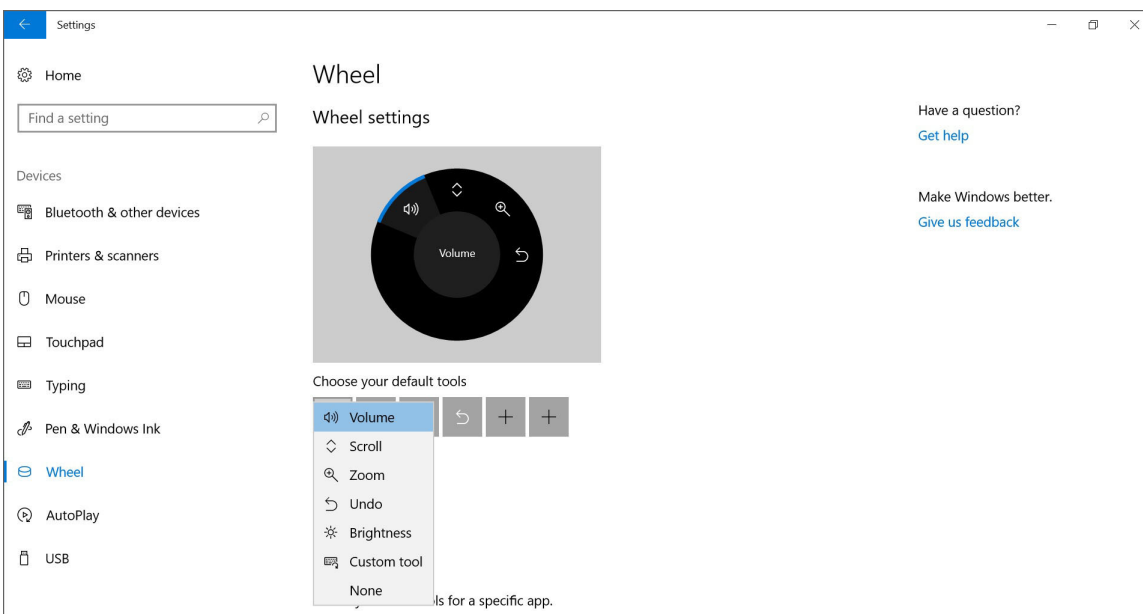 Settings
Home
Find a setting
Devices
Bluetooth & other devices
Printers & scanners
Mouse
Touchpad
Typing
Pen & Windows Ink
Wheel
AutoPlay
USB
Wheel
Wheel settings
Volume
Choose your default tools
Volume
Scroll
Zoom
Undo
Brightness
Custom tool
None
for a specific app.
Have a question?
Get help
Make Windows better.
Give us feedback